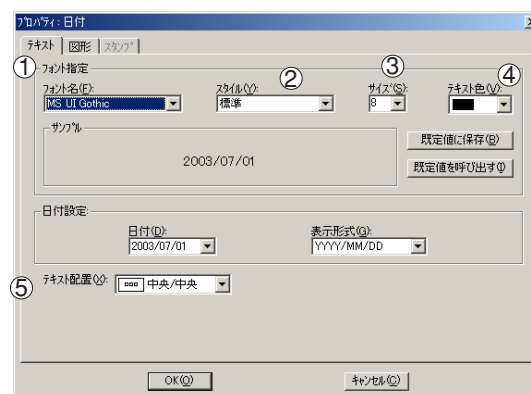 ﾌﾟﾛﾊﾟﾃｨ：日付
ﾃｷｽﾄ 図形 ｽﾀﾝﾌﾟ
① ﾌｫﾝﾄ指定
ﾌｫﾝﾄ名(F): ｽﾀｲﾙ(Y): ② ③ ｻｲｽﾞ(S): ﾃｷｽﾄ色(V): ④
MS UI Gothic 標準 8
ｻﾝﾌﾟﾙ
2003/07/01
既定値に保存(B)
既定値を呼び出す(I)
日付設定:
日付(D): 表示形式(G):
2003/07/01 YYYY/MM/DD
⑤ ﾃｷｽﾄ配置(X): 中央/中央
OK(O) ｷｬﾝｾﾙ(C)